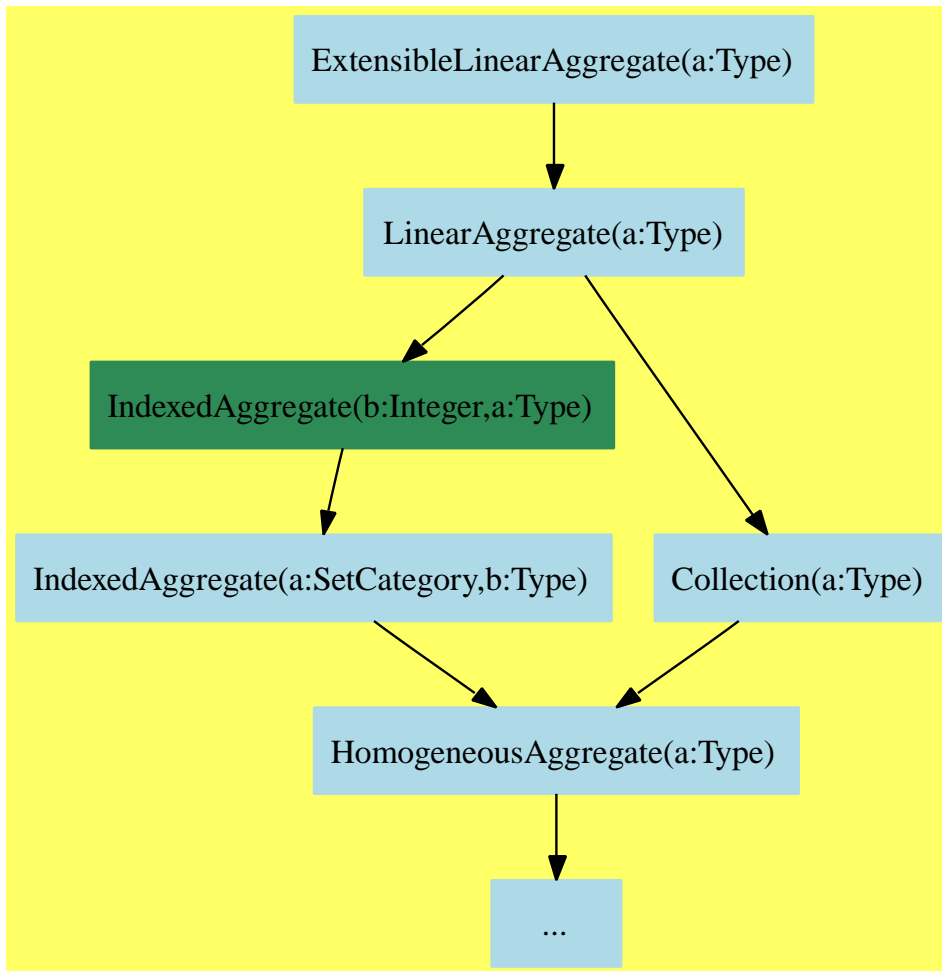 ExtensibleLinearAggregate(a:Type)
LinearAggregate(a:Type)
IndexedAggregate(b:Integer,a:Type)
IndexedAggregate(a:SetCategory,b:Type)
Collection(a:Type)
HomogeneousAggregate(a:Type)
...